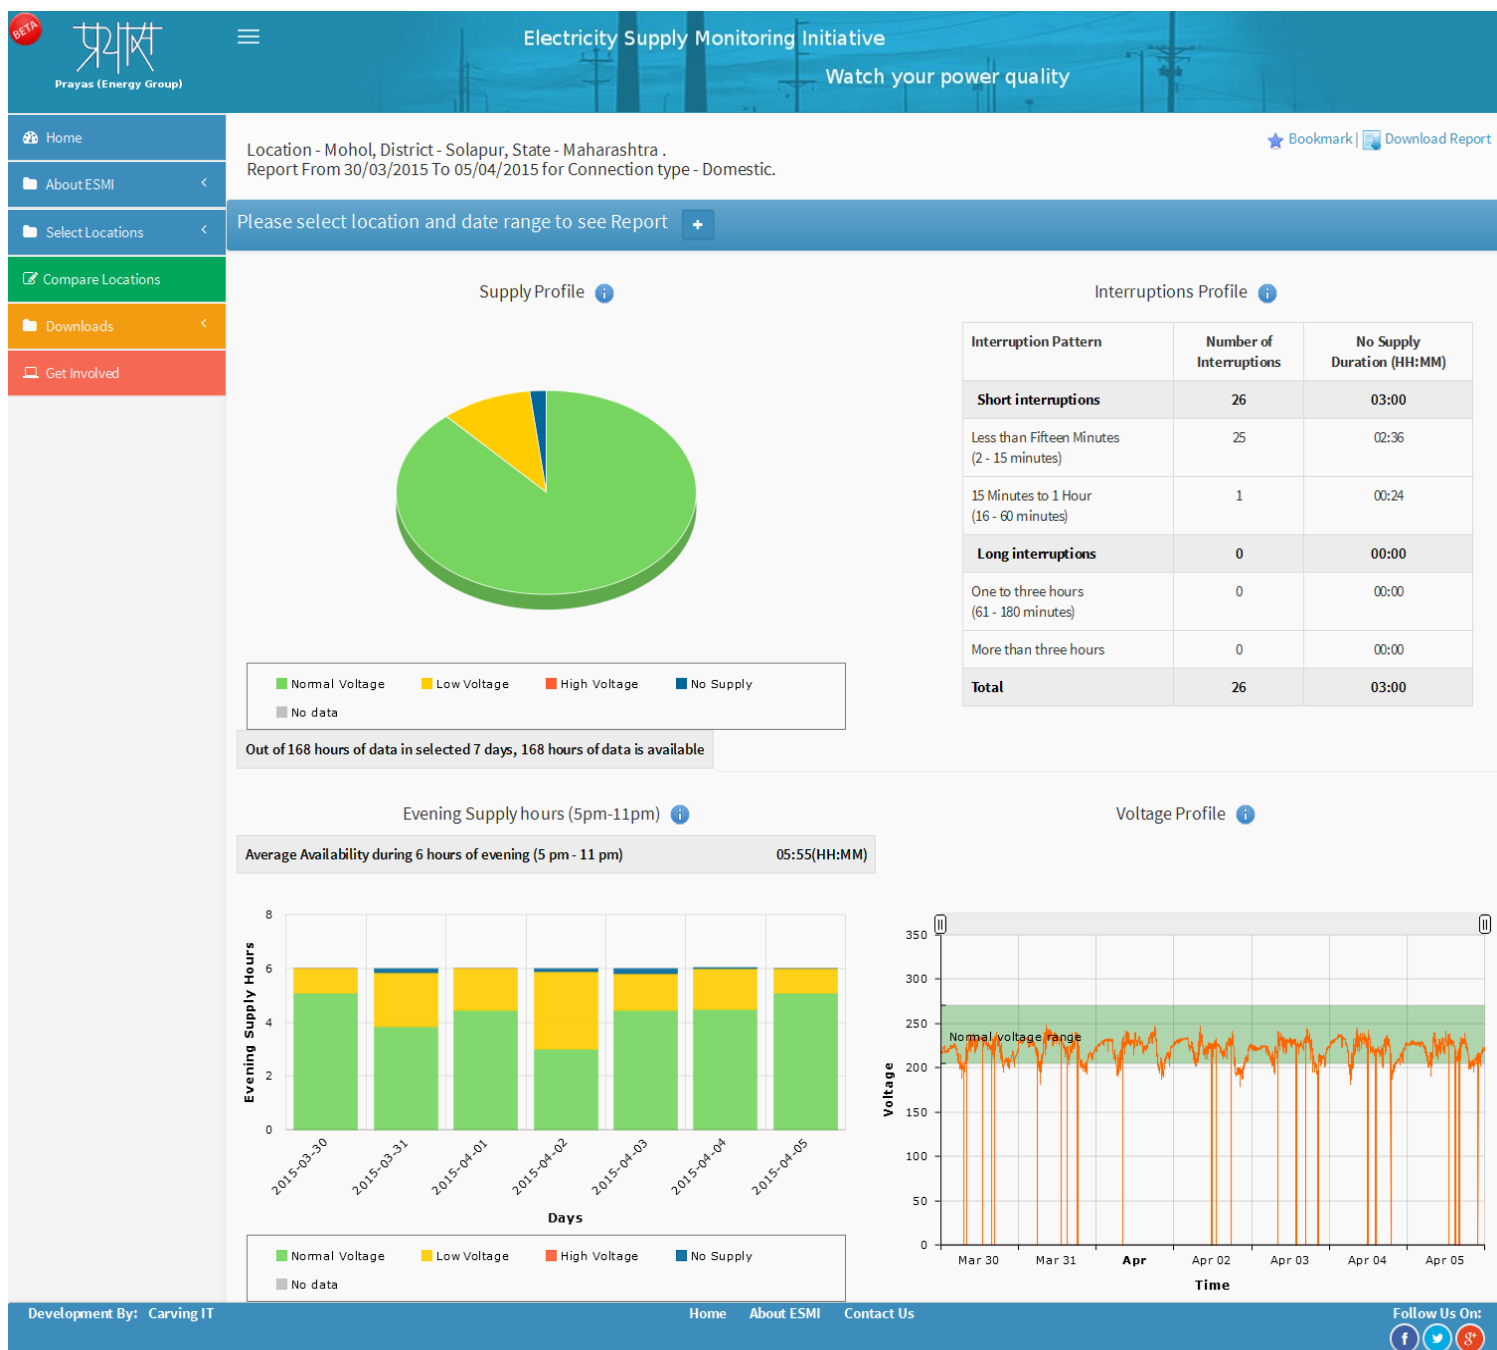 BETA
प्रयास
Prayas (Energy Group)
Electricity Supply Monitoring Initiative
Watch your power quality
Home
About ESMI
Select Locations
Compare Locations
Downloads
Get Involved
Location - Mohol, District - Solapur, State - Maharashtra .
Report From 30/03/2015 To 05/04/2015 for Connection type - Domestic.
Bookmark | Download Report
Please select location and date range to see Report +
Supply Profile i
Normal Voltage Low Voltage High Voltage No Supply
No data
Out of 168 hours of data in selected 7 days, 168 hours of data is available
Interruptions Profile i
Interruption Pattern Number of Interruptions No Supply Duration (HH:MM)
Short interruptions 26 03:00
Less than Fifteen Minutes (2 - 15 minutes) 25 02:36
15 Minutes to 1 Hour (16 - 60 minutes) 1 00:24
Long interruptions 0 00:00
One to three hours (61 - 180 minutes) 0 00:00
More than three hours 0 00:00
Total 26 03:00
Evening Supply hours (5pm-11pm) i
Average Availability during 6 hours of evening (5 pm - 11 pm) 05:55(HH:MM)
Evening Supply Hours
8
6
4
2
0
2015-03-30 2015-03-31 2015-04-01 2015-04-02 2015-04-03 2015-04-04 2015-04-05
Days
Normal Voltage Low Voltage High Voltage No Supply
No data
Voltage Profile i
Voltage
350
300
250
200
150
100
50
0
Normal voltage range
Mar 30 Mar 31 Apr Apr 02 Apr 03 Apr 04 Apr 05
Time
Development By: Carving IT
Home About ESMI Contact Us
Follow Us On:
f g+